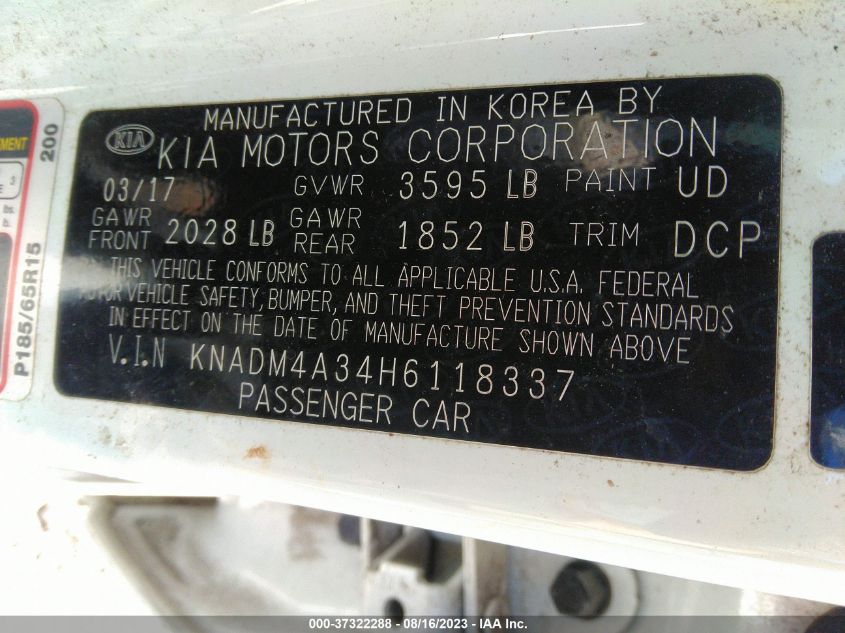 MANUFACTURED IN KOREA BY
KIA KIA MOTORS CORPORATION
03/17 GVWR 3595 LB PAINT UD
GAWR FRONT 2028 LB GAWR REAR 1852 LB TRIM DCP
THIS VEHICLE CONFORMS TO ALL APPLICABLE U.S.A. FEDERAL
MOTOR VEHICLE SAFETY, BUMPER, AND THEFT PREVENTION STANDARDS
IN EFFECT ON THE DATE OF MANUFACTURE SHOWN ABOVE
V.I.N KNADM4A34H6118337
PASSENGER CAR
200
P185/65R15
000-37322288 - 08/16/2023 - IAA Inc.